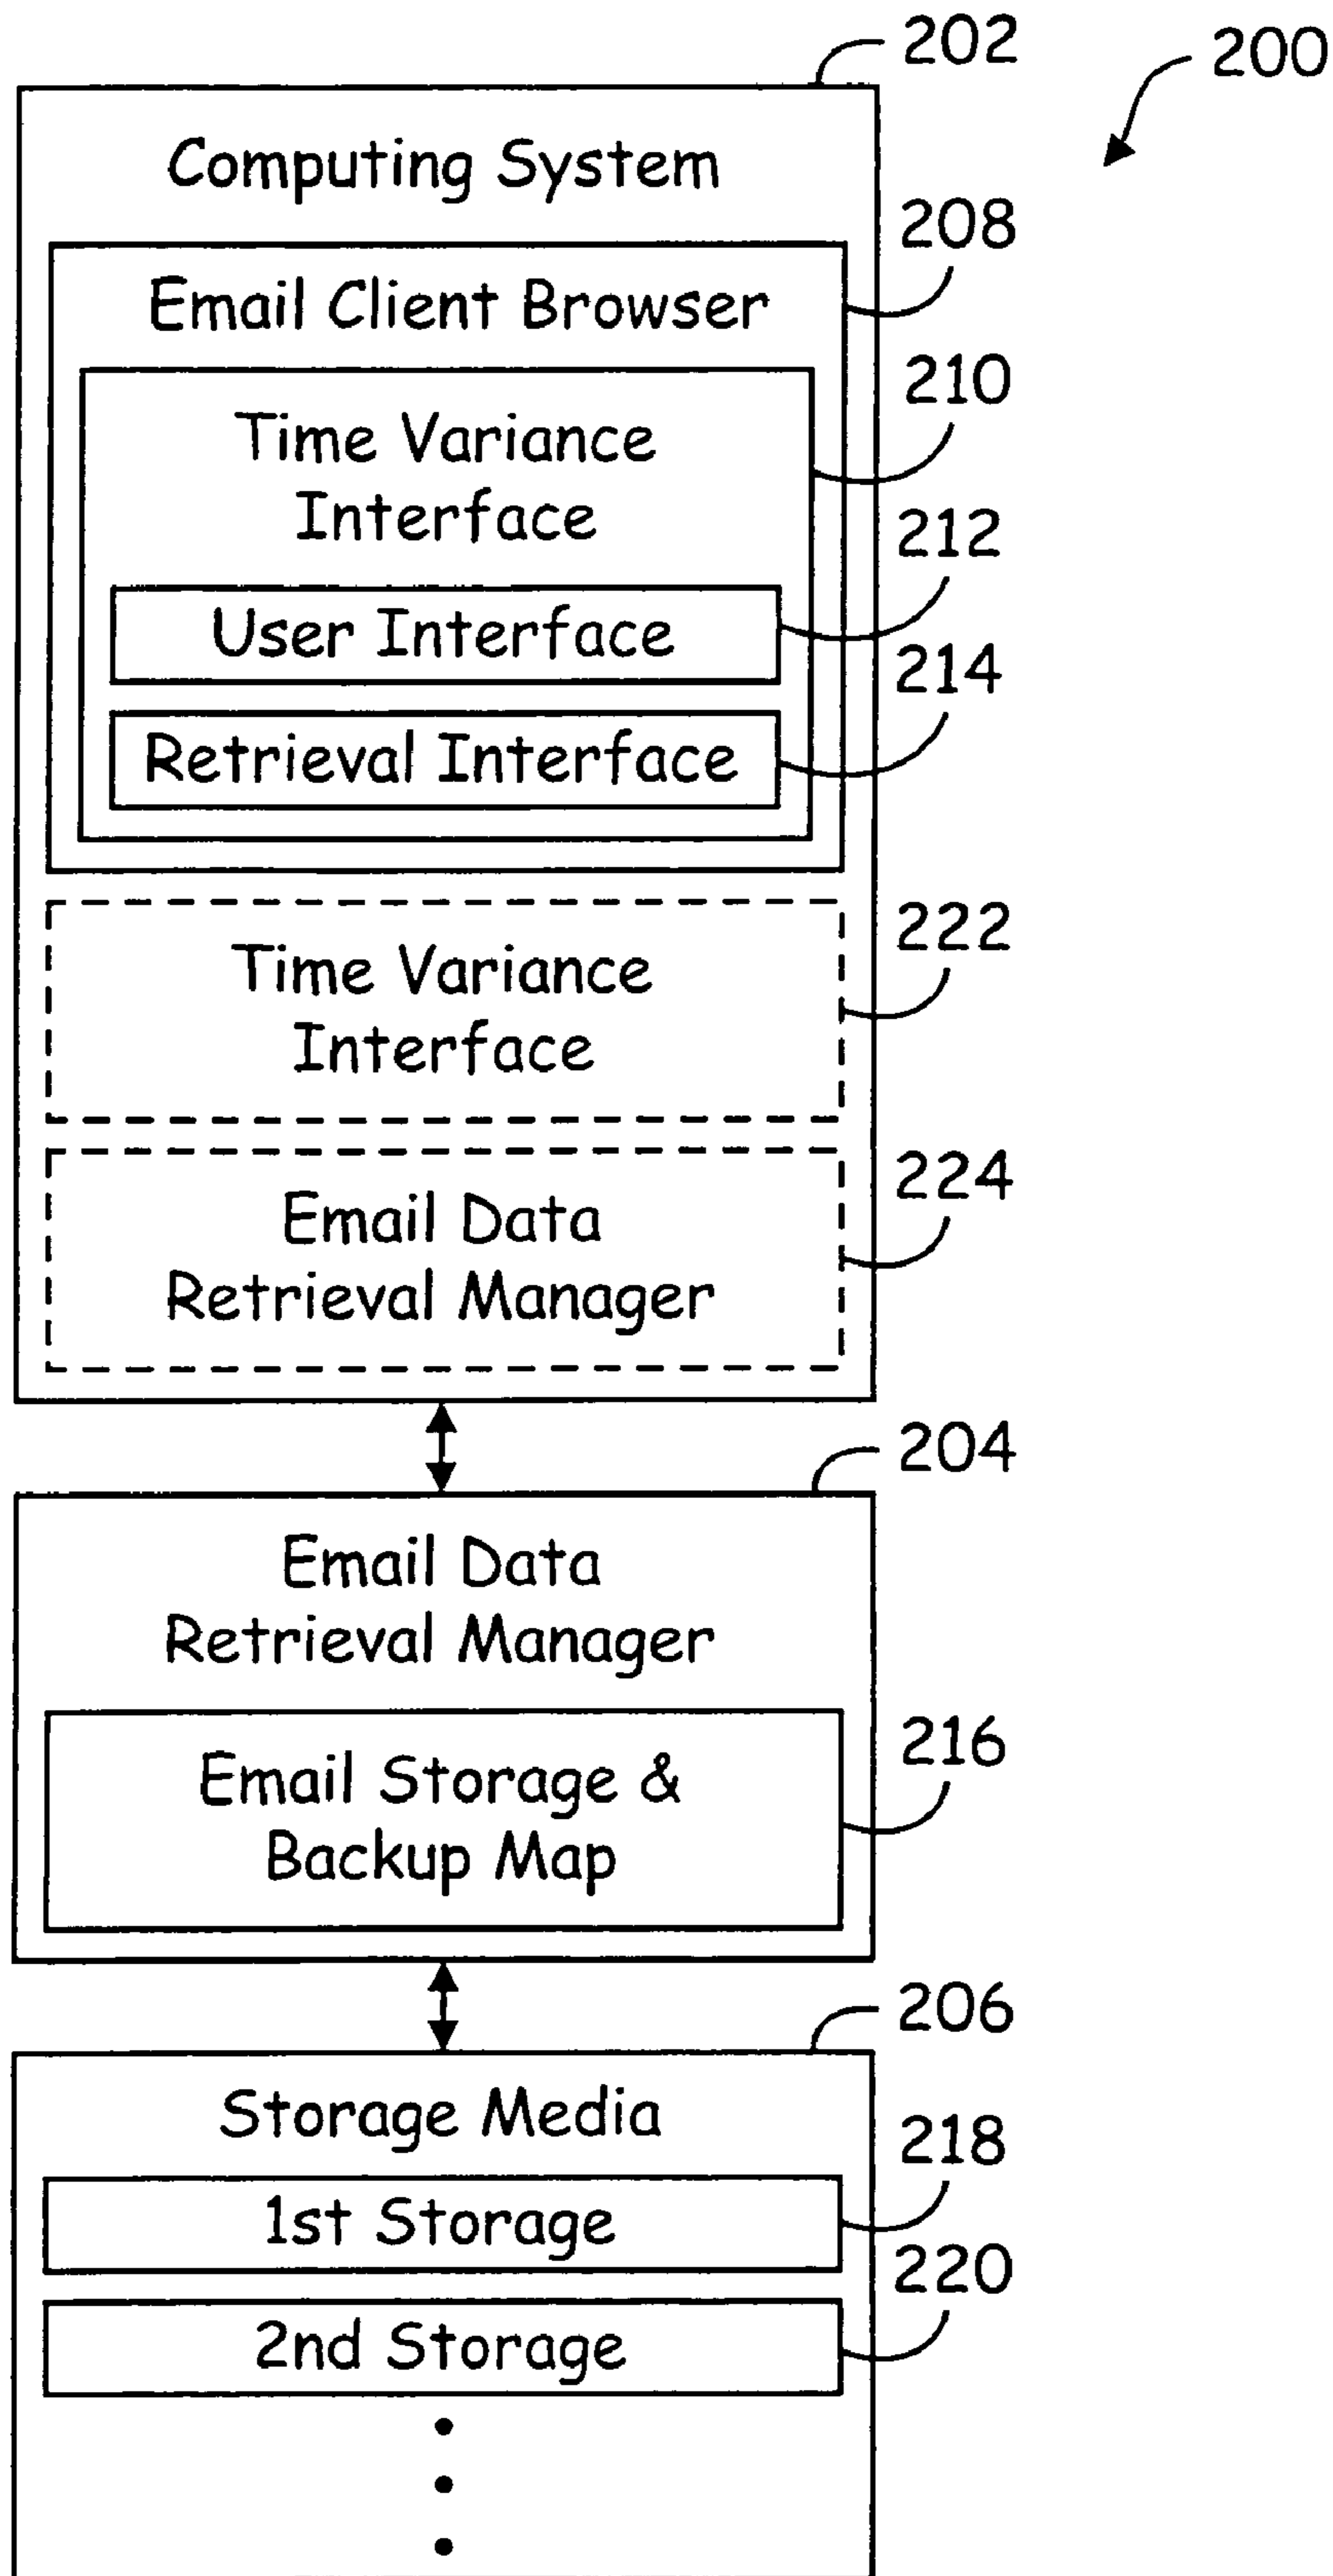 202
200
Computing System
208
Email Client Browser
210
Time Variance
Interface
212
User Interface
214
Retrieval Interface
222
Time Variance
Interface
224
Email Data
Retrieval Manager
204
Email Data
Retrieval Manager
216
Email Storage &
Backup Map
206
Storage Media
218
1st Storage
220
2nd Storage